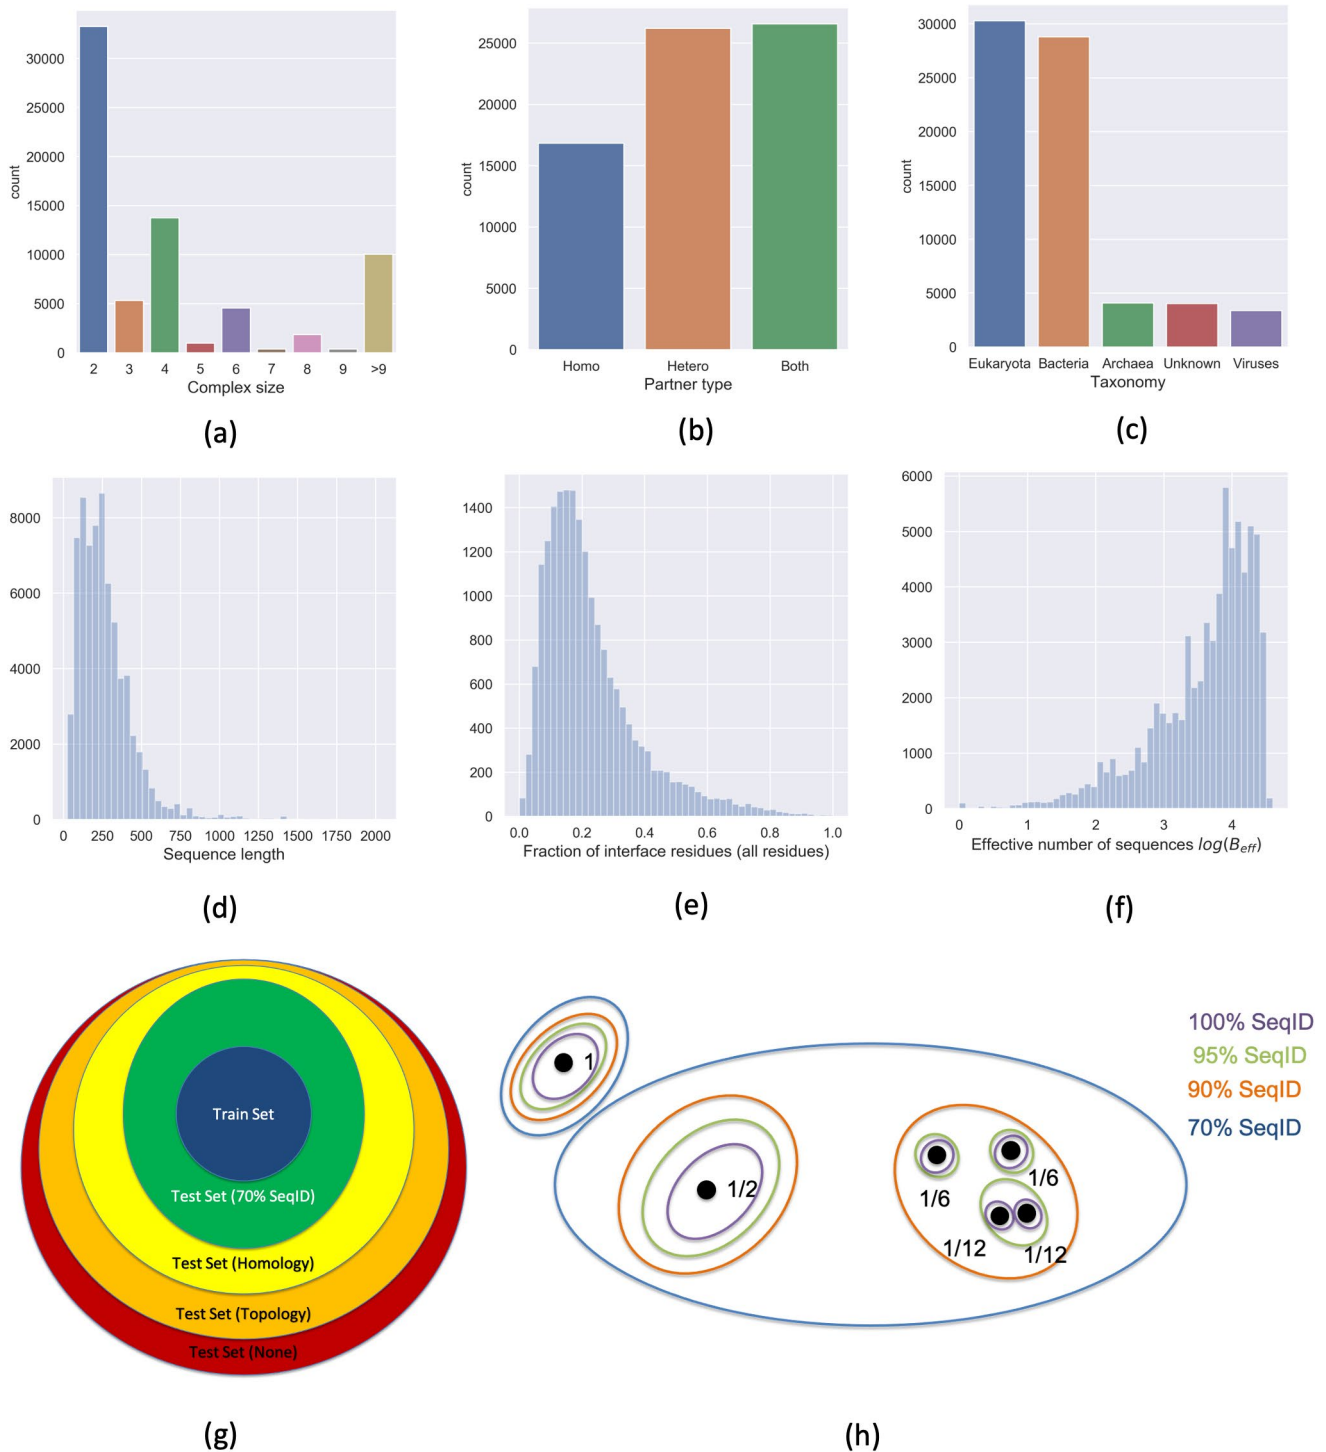 30000
25000
20000
15000
10000
5000
0
count
2 3 4 5 6 7 8 9 >9
Complex size
(a)
25000
20000
15000
10000
5000
0
count
Homo Hetero Both
Partner type
(b)
30000
25000
20000
15000
10000
5000
0
count
Eukaryota Bacteria Archaea Unknown Viruses
Taxonomy
(c)
8000
6000
4000
2000
0
0 250 500 750 1000 1250 1500 1750 2000
Sequence length
(d)
1400
1200
1000
800
600
400
200
0
0.0 0.2 0.4 0.6 0.8 1.0
Fraction of interface residues (all residues)
(e)
6000
5000
4000
3000
2000
1000
0
0 1 2 3 4
Effective number of sequences log(B_eff)
(f)
Train Set
Test Set (70% SeqID)
Test Set (Homology)
Test Set (Topology)
Test Set (None)
(g)
100% SeqID
95% SeqID
90% SeqID
70% SeqID
1
1/2
1/6
1/6
1/12
1/12
(h)